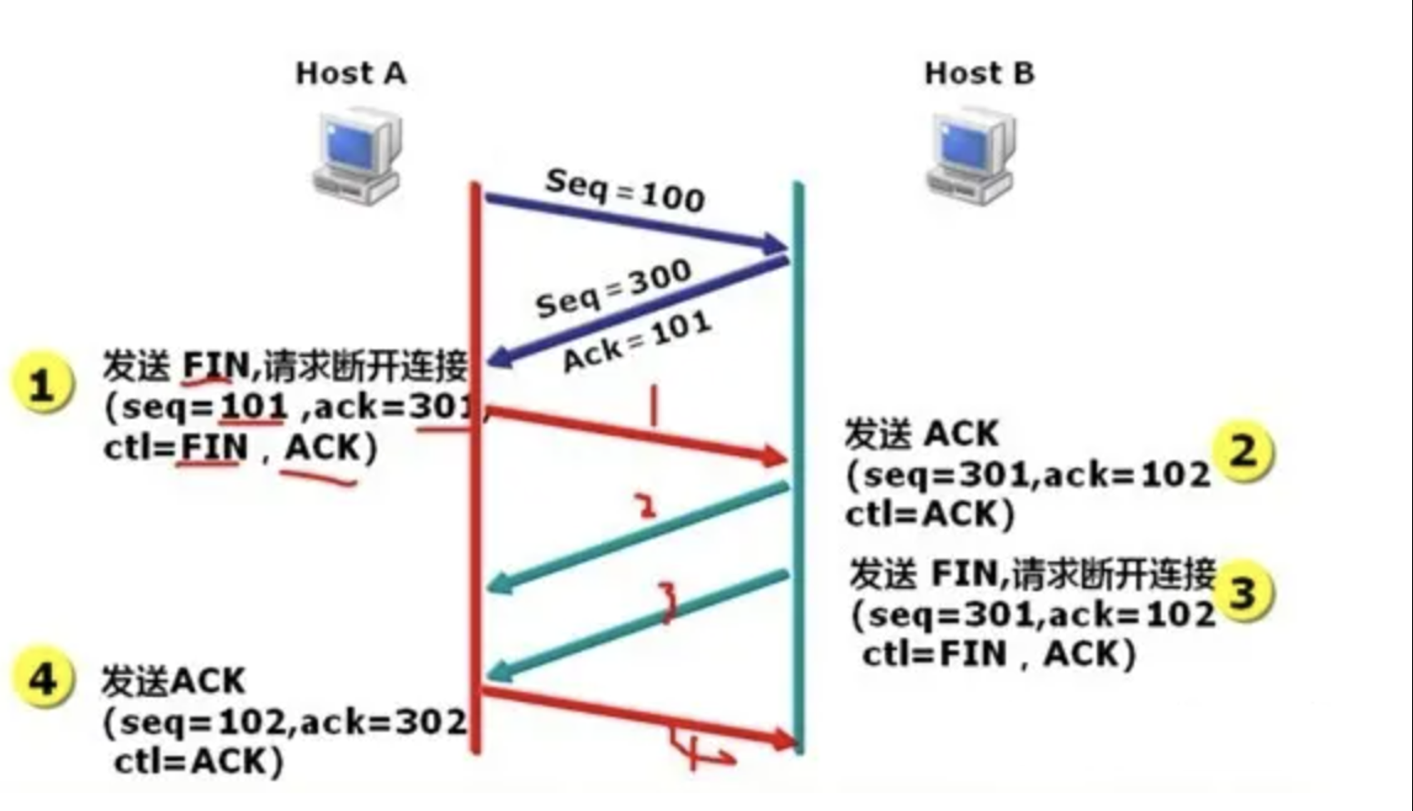 Host A
Host B
Seq=100
Seq=300
Ack=101
1
发送 FIN,请求断开连接
(seq=101 ,ack=301,
ctl=FIN , ACK)
1
发送 ACK
(seq=301,ack=102
ctl=ACK)
2
2
发送 FIN,请求断开连接
(seq=301,ack=102
ctl=FIN , ACK)
3
3
4
发送ACK
(seq=102,ack=302
ctl=ACK)
4